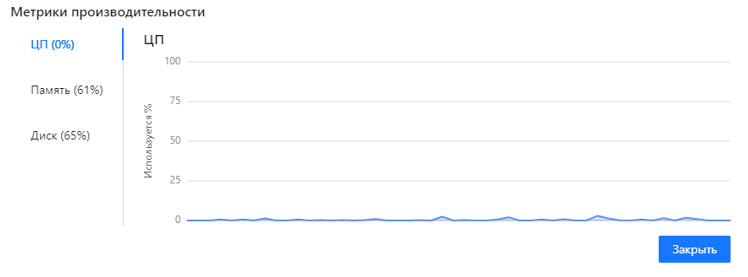 Метрики производительности
ЦП (0%)
Память (61%)
Диск (65%)
ЦП
Используется %
100
75
50
25
0
Закрыть